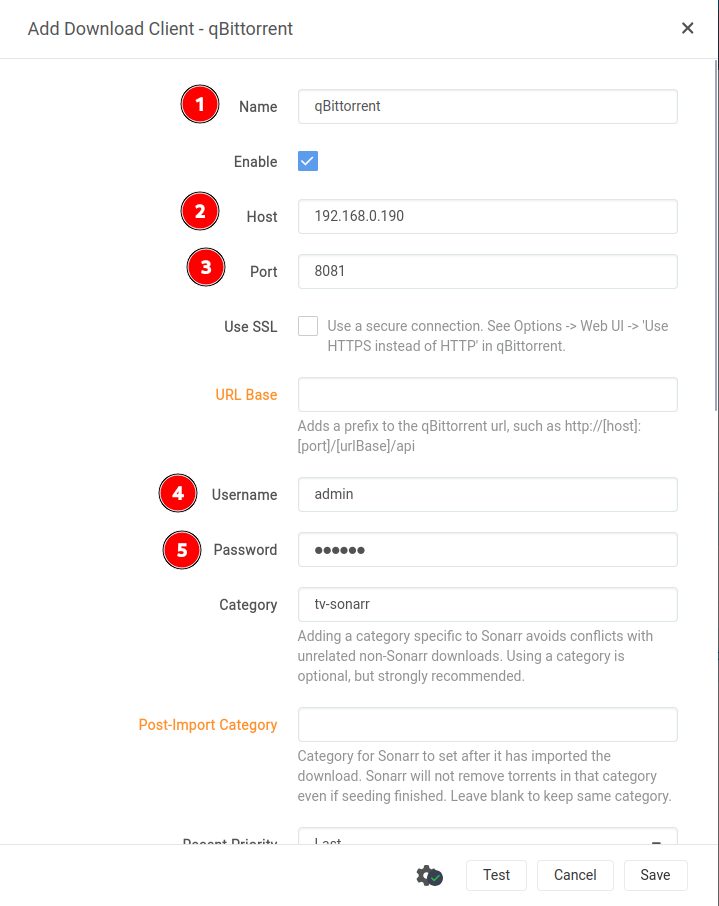 Add Download Client - qBittorrent
1 Name qBittorrent
Enable
2 Host 192.168.0.190
3 Port 8081
Use SSL Use a secure connection. See Options -> Web UI -> 'Use
HTTPS instead of HTTP' in qBittorrent.
URL Base
Adds a prefix to the qBittorrent url, such as http://[host]:
[port]/[urlBase]/api
4 Username admin
5 Password ●●●●●●
Category tv-sonarr
Adding a category specific to Sonarr avoids conflicts with
unrelated non-Sonarr downloads. Using a category is
optional, but strongly recommended.
Post-Import Category
Category for Sonarr to set after it has imported the
download. Sonarr will not remove torrents in that category
even if seeding finished. Leave blank to keep same category.
Recent Priority Last
Test Cancel Save